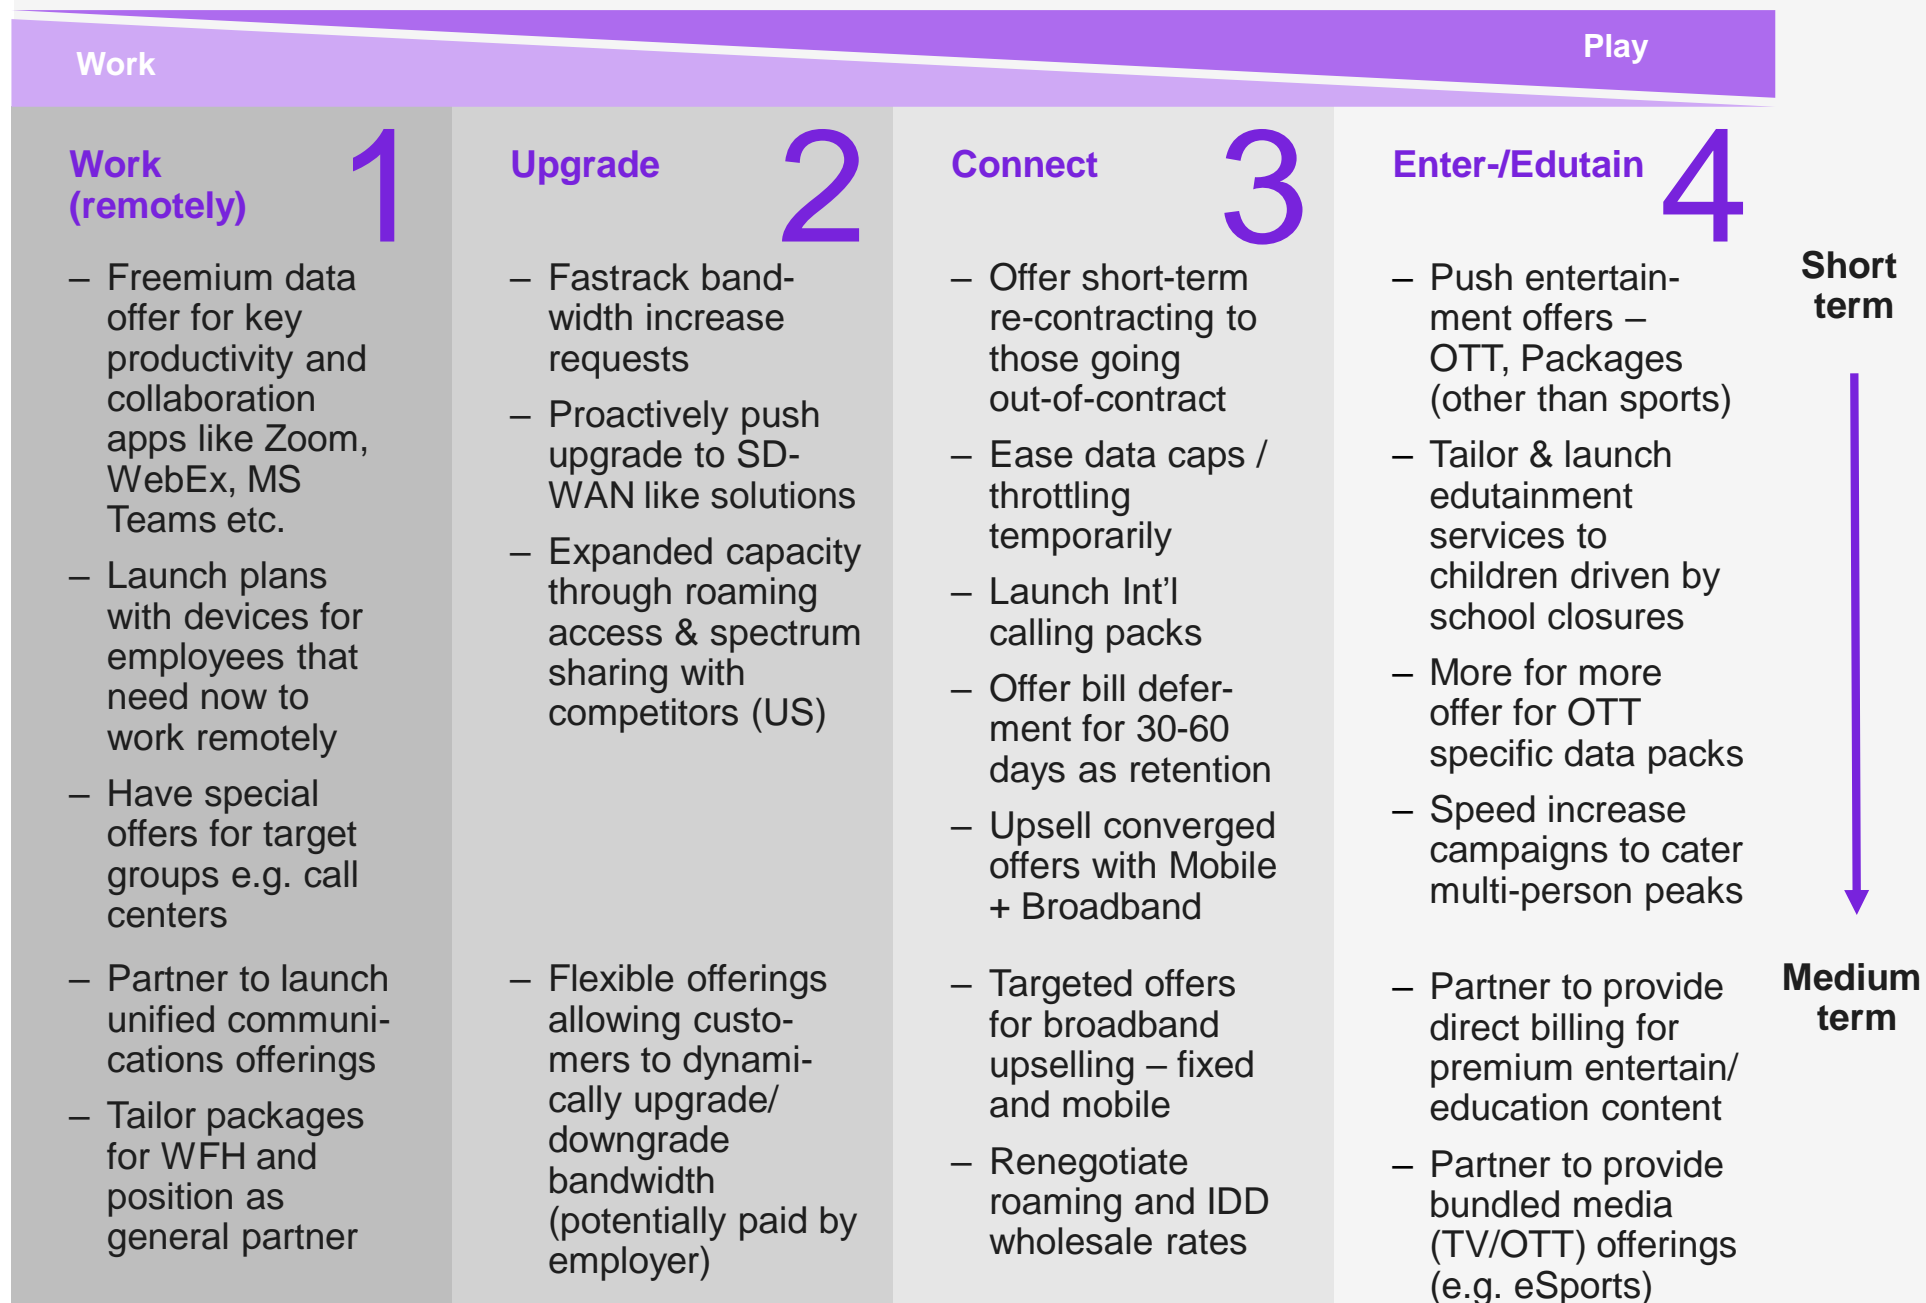 Work
Play
Work
(remotely)
1
– Freemium data
offer for key
productivity and
collaboration
apps like Zoom,
WebEx, MS
Teams etc.
– Launch plans
with devices for
employees that
need now to
work remotely
– Have special
offers for target
groups e.g. call
centers
– Partner to launch
unified communi-
cations offerings
– Tailor packages
for WFH and
position as
general partner
Upgrade
2
– Fastrack band-
width increase
requests
– Proactively push
upgrade to SD-
WAN like solutions
– Expanded capacity
through roaming
access & spectrum
sharing with
competitors (US)
– Flexible offerings
allowing custo-
mers to dynami-
cally upgrade/
downgrade
bandwidth
(potentially paid by
employer)
Connect
3
– Offer short-term
re-contracting to
those going
out-of-contract
– Ease data caps /
throttling
temporarily
– Launch Int'l
calling packs
– Offer bill defer-
ment for 30-60
days as retention
– Upsell converged
offers with Mobile
+ Broadband
– Targeted offers
for broadband
upselling – fixed
and mobile
– Renegotiate
roaming and IDD
wholesale rates
Enter-/Edutain
4
– Push entertain-
ment offers –
OTT, Packages
(other than sports)
– Tailor & launch
edutainment
services to
children driven by
school closures
– More for more
offer for OTT
specific data packs
– Speed increase
campaigns to cater
multi-person peaks
– Partner to provide
direct billing for
premium entertain/
education content
– Partner to provide
bundled media
(TV/OTT) offerings
(e.g. eSports)
Short
term
Medium
term